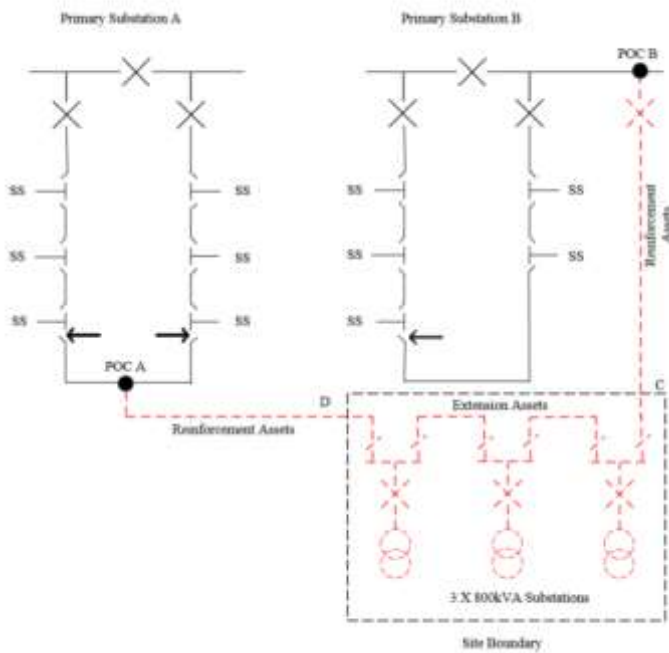 Primary Substation A
Primary Substation B
POC B
SS
SS
SS
SS
SS
SS
SS
SS
SS
SS
SS
Reinforcement
Assets
POC A
D
C
Reinforcement Assets
Extension Assets
3 X 800kVA Substations
Site Boundary